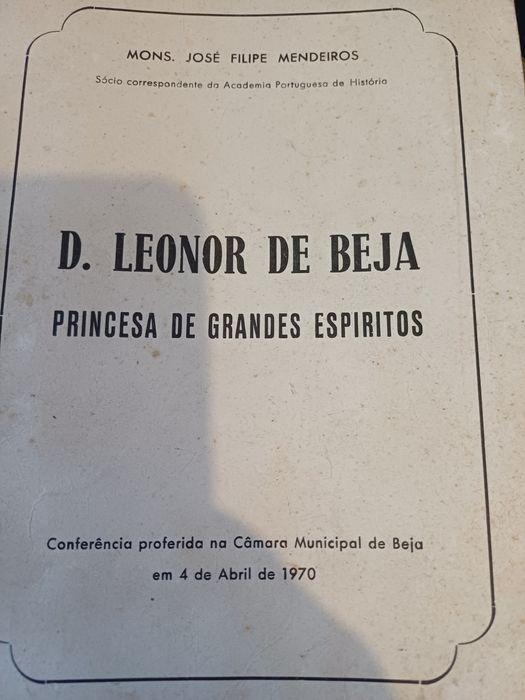 MONS. JOSÉ FILIPE MENDEIROS
Sócio correspondente da Academia Portuguesa de História
D. LEONOR DE BEJA
PRINCESA DE GRANDES ESPIRITOS
Conferência proferida na Câmara Municipal de Beja
em 4 de Abril de 1970